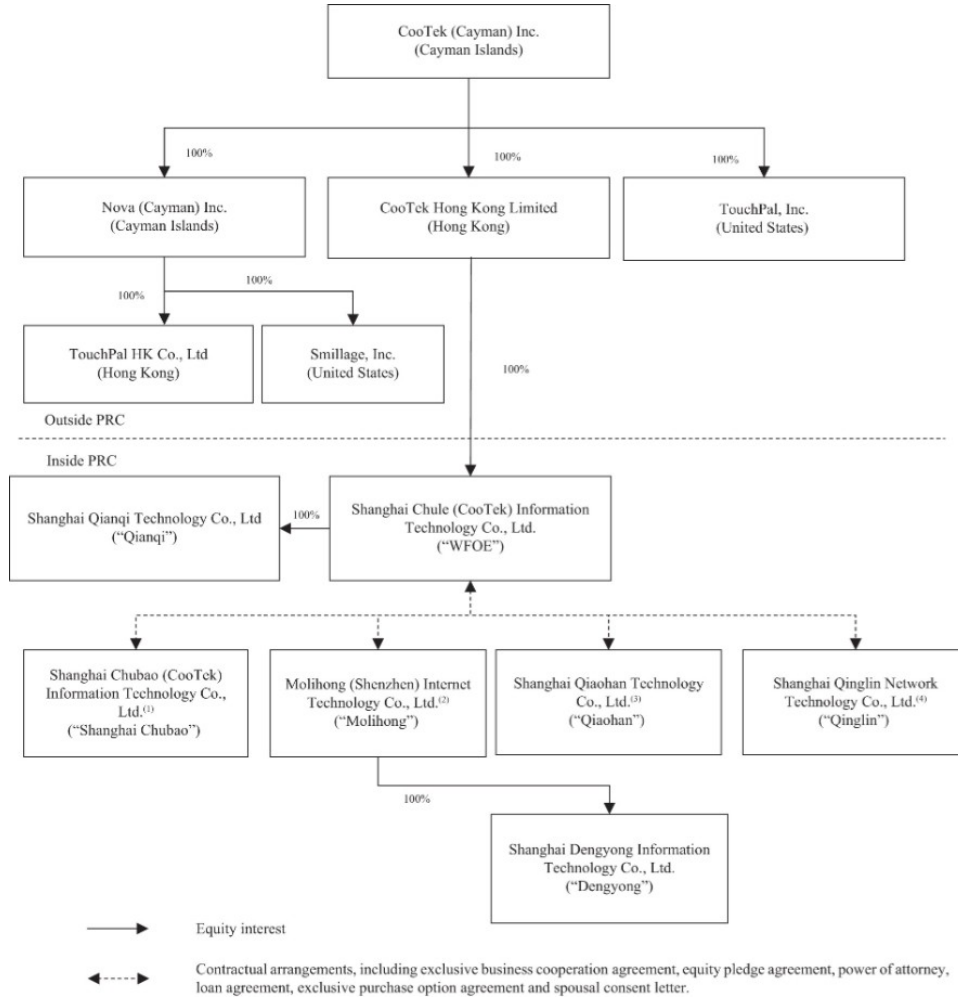 CooTek (Cayman) Inc.
(Cayman Islands)
100%
100%
100%
Nova (Cayman) Inc.
(Cayman Islands)
CooTek Hong Kong Limited
(Hong Kong)
TouchPal, Inc.
(United States)
100%
100%
TouchPal HK Co., Ltd
(Hong Kong)
Smillage, Inc.
(United States)
100%
Outside PRC
Inside PRC
Shanghai Qianqi Technology Co., Ltd
(“Qianqi”)
100%
Shanghai Chule (CooTek) Information
Technology Co., Ltd.
(“WFOE”)
Shanghai Chubao (CooTek)
Information Technology Co.,
Ltd.(1)
(“Shanghai Chubao”)
Molihong (Shenzhen) Internet
Technology Co., Ltd.(2)
(“Molihong”)
Shanghai Qiaohan Technology
Co., Ltd.(3)
(“Qiaohan”)
Shanghai Qinglin Network
Technology Co., Ltd.(4)
(“Qinglin”)
100%
Shanghai Dengyong Information
Technology Co., Ltd.
(“Dengyong”)
Equity interest
Contractual arrangements, including exclusive business cooperation agreement, equity pledge agreement, power of attorney,
loan agreement, exclusive purchase option agreement and spousal consent letter.